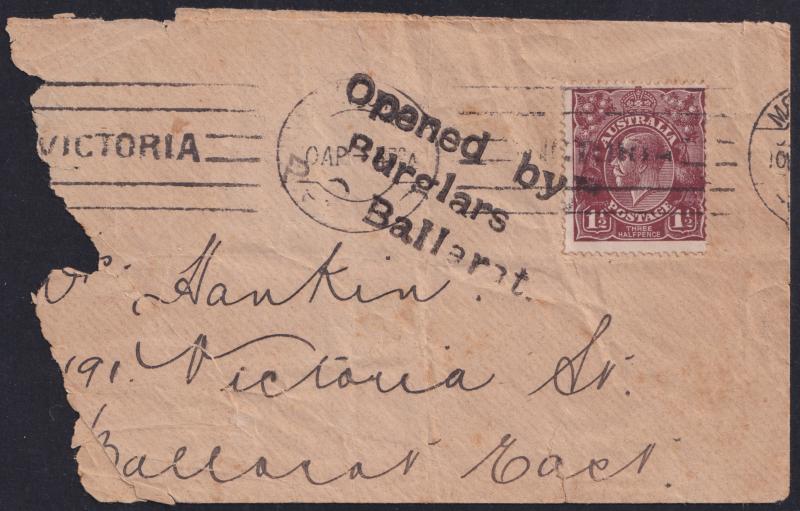 VICTORIA
Opened by
Burglars
Ballarat.
AUSTRALIA
1½ POSTAGE 1½
THREE
HALFPENCE
Hankin.
191. Victoria St.
Ballarat East.